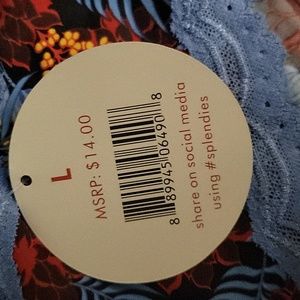 L
MSRP: $14.00
8 89945 06490 8
share on social media
using #splendies